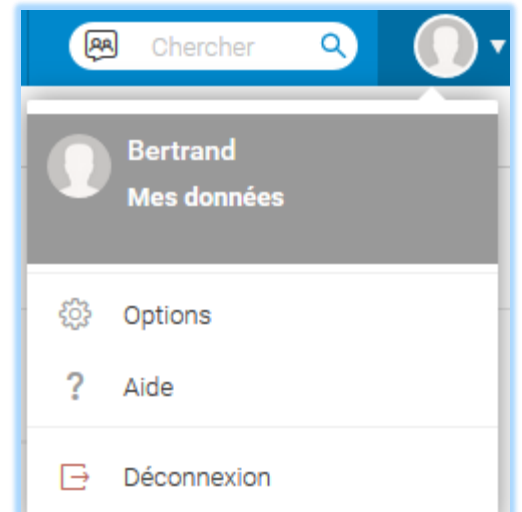 Chercher
Bertrand
Mes données
Options
? Aide
Déconnexion